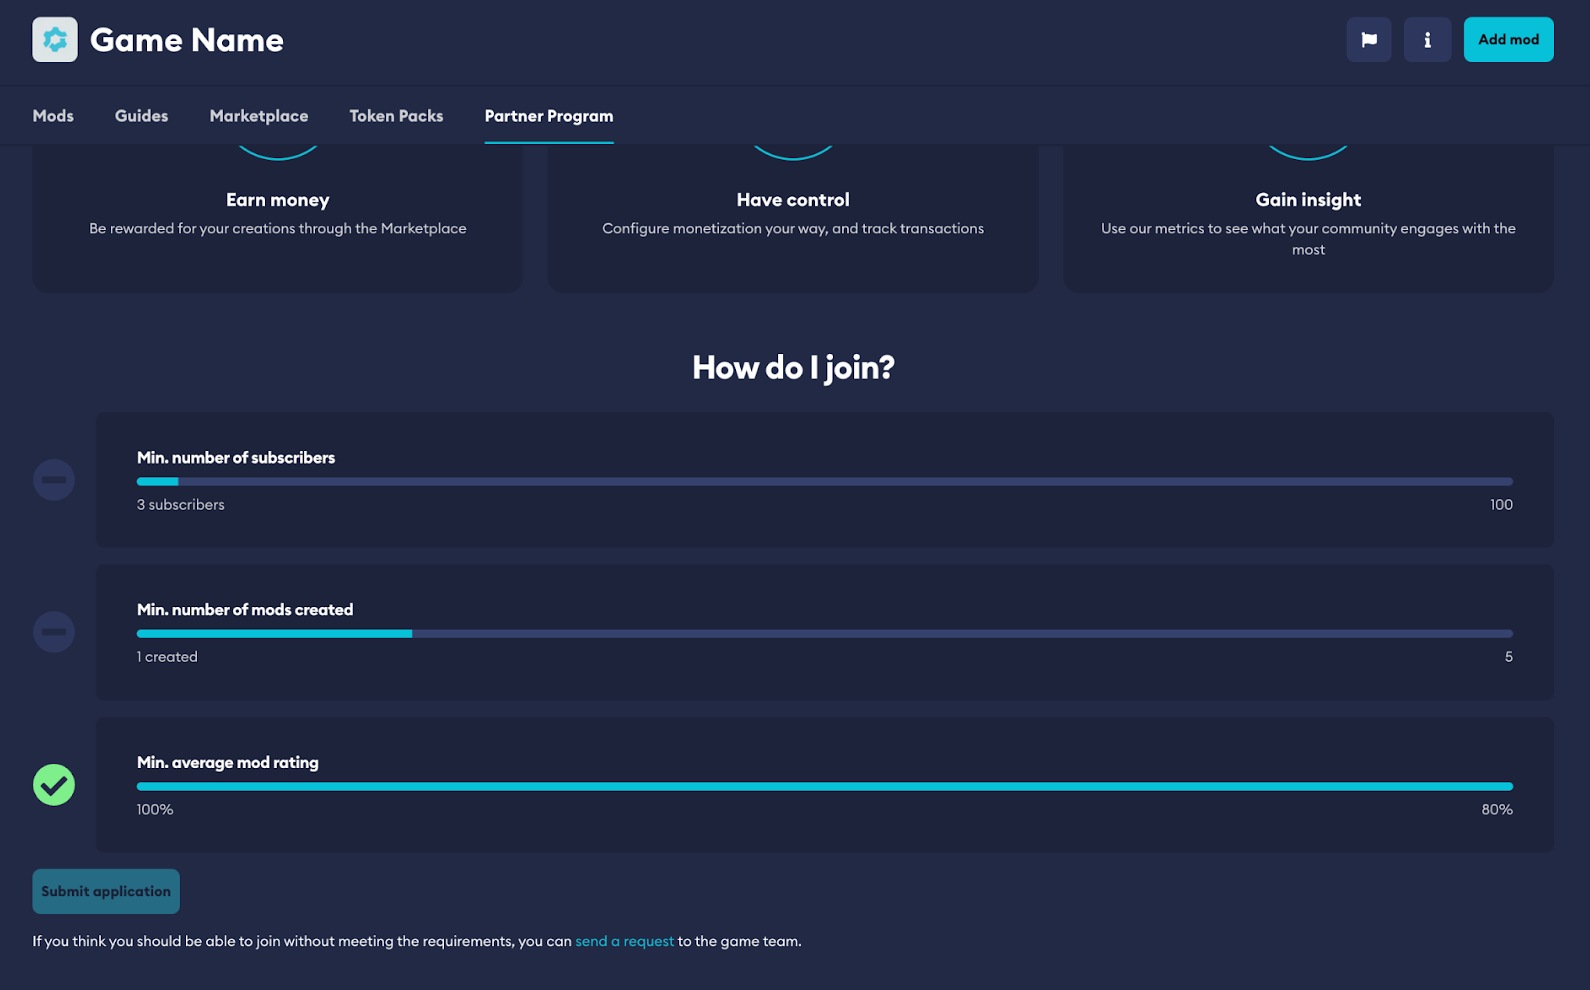 Game Name
Add mod
Mods
Guides
Marketplace
Token Packs
Partner Program
Earn money
Be rewarded for your creations through the Marketplace
Have control
Configure monetization your way, and track transactions
Gain insight
Use our metrics to see what your community engages with the
most
How do I join?
Min. number of subscribers
3 subscribers
100
Min. number of mods created
1 created
5
Min. average mod rating
100%
80%
Submit application
If you think you should be able to join without meeting the requirements, you can send a request to the game team.